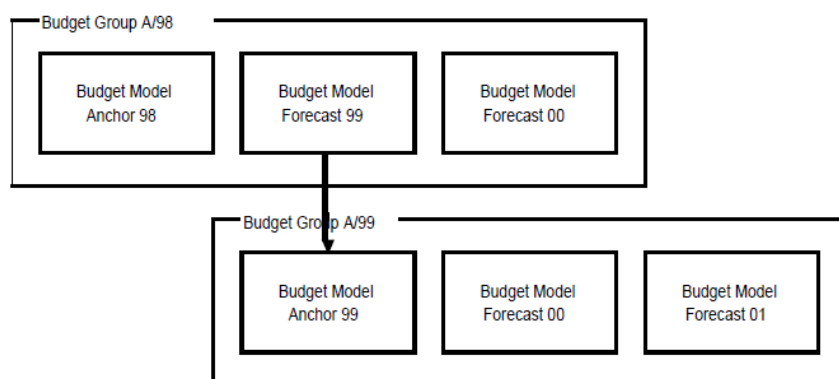 Budget Group A/98
Budget Model
Anchor 98
Budget Model
Forecast 99
Budget Model
Forecast 00
Budget Group A/99
Budget Model
Anchor 99
Budget Model
Forecast 00
Budget Model
Forecast 01